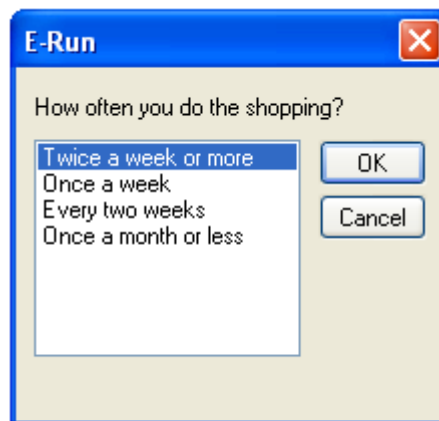 E-Run
How often you do the shopping?
Twice a week or more
Once a week
Every two weeks
Once a month or less
OK
Cancel